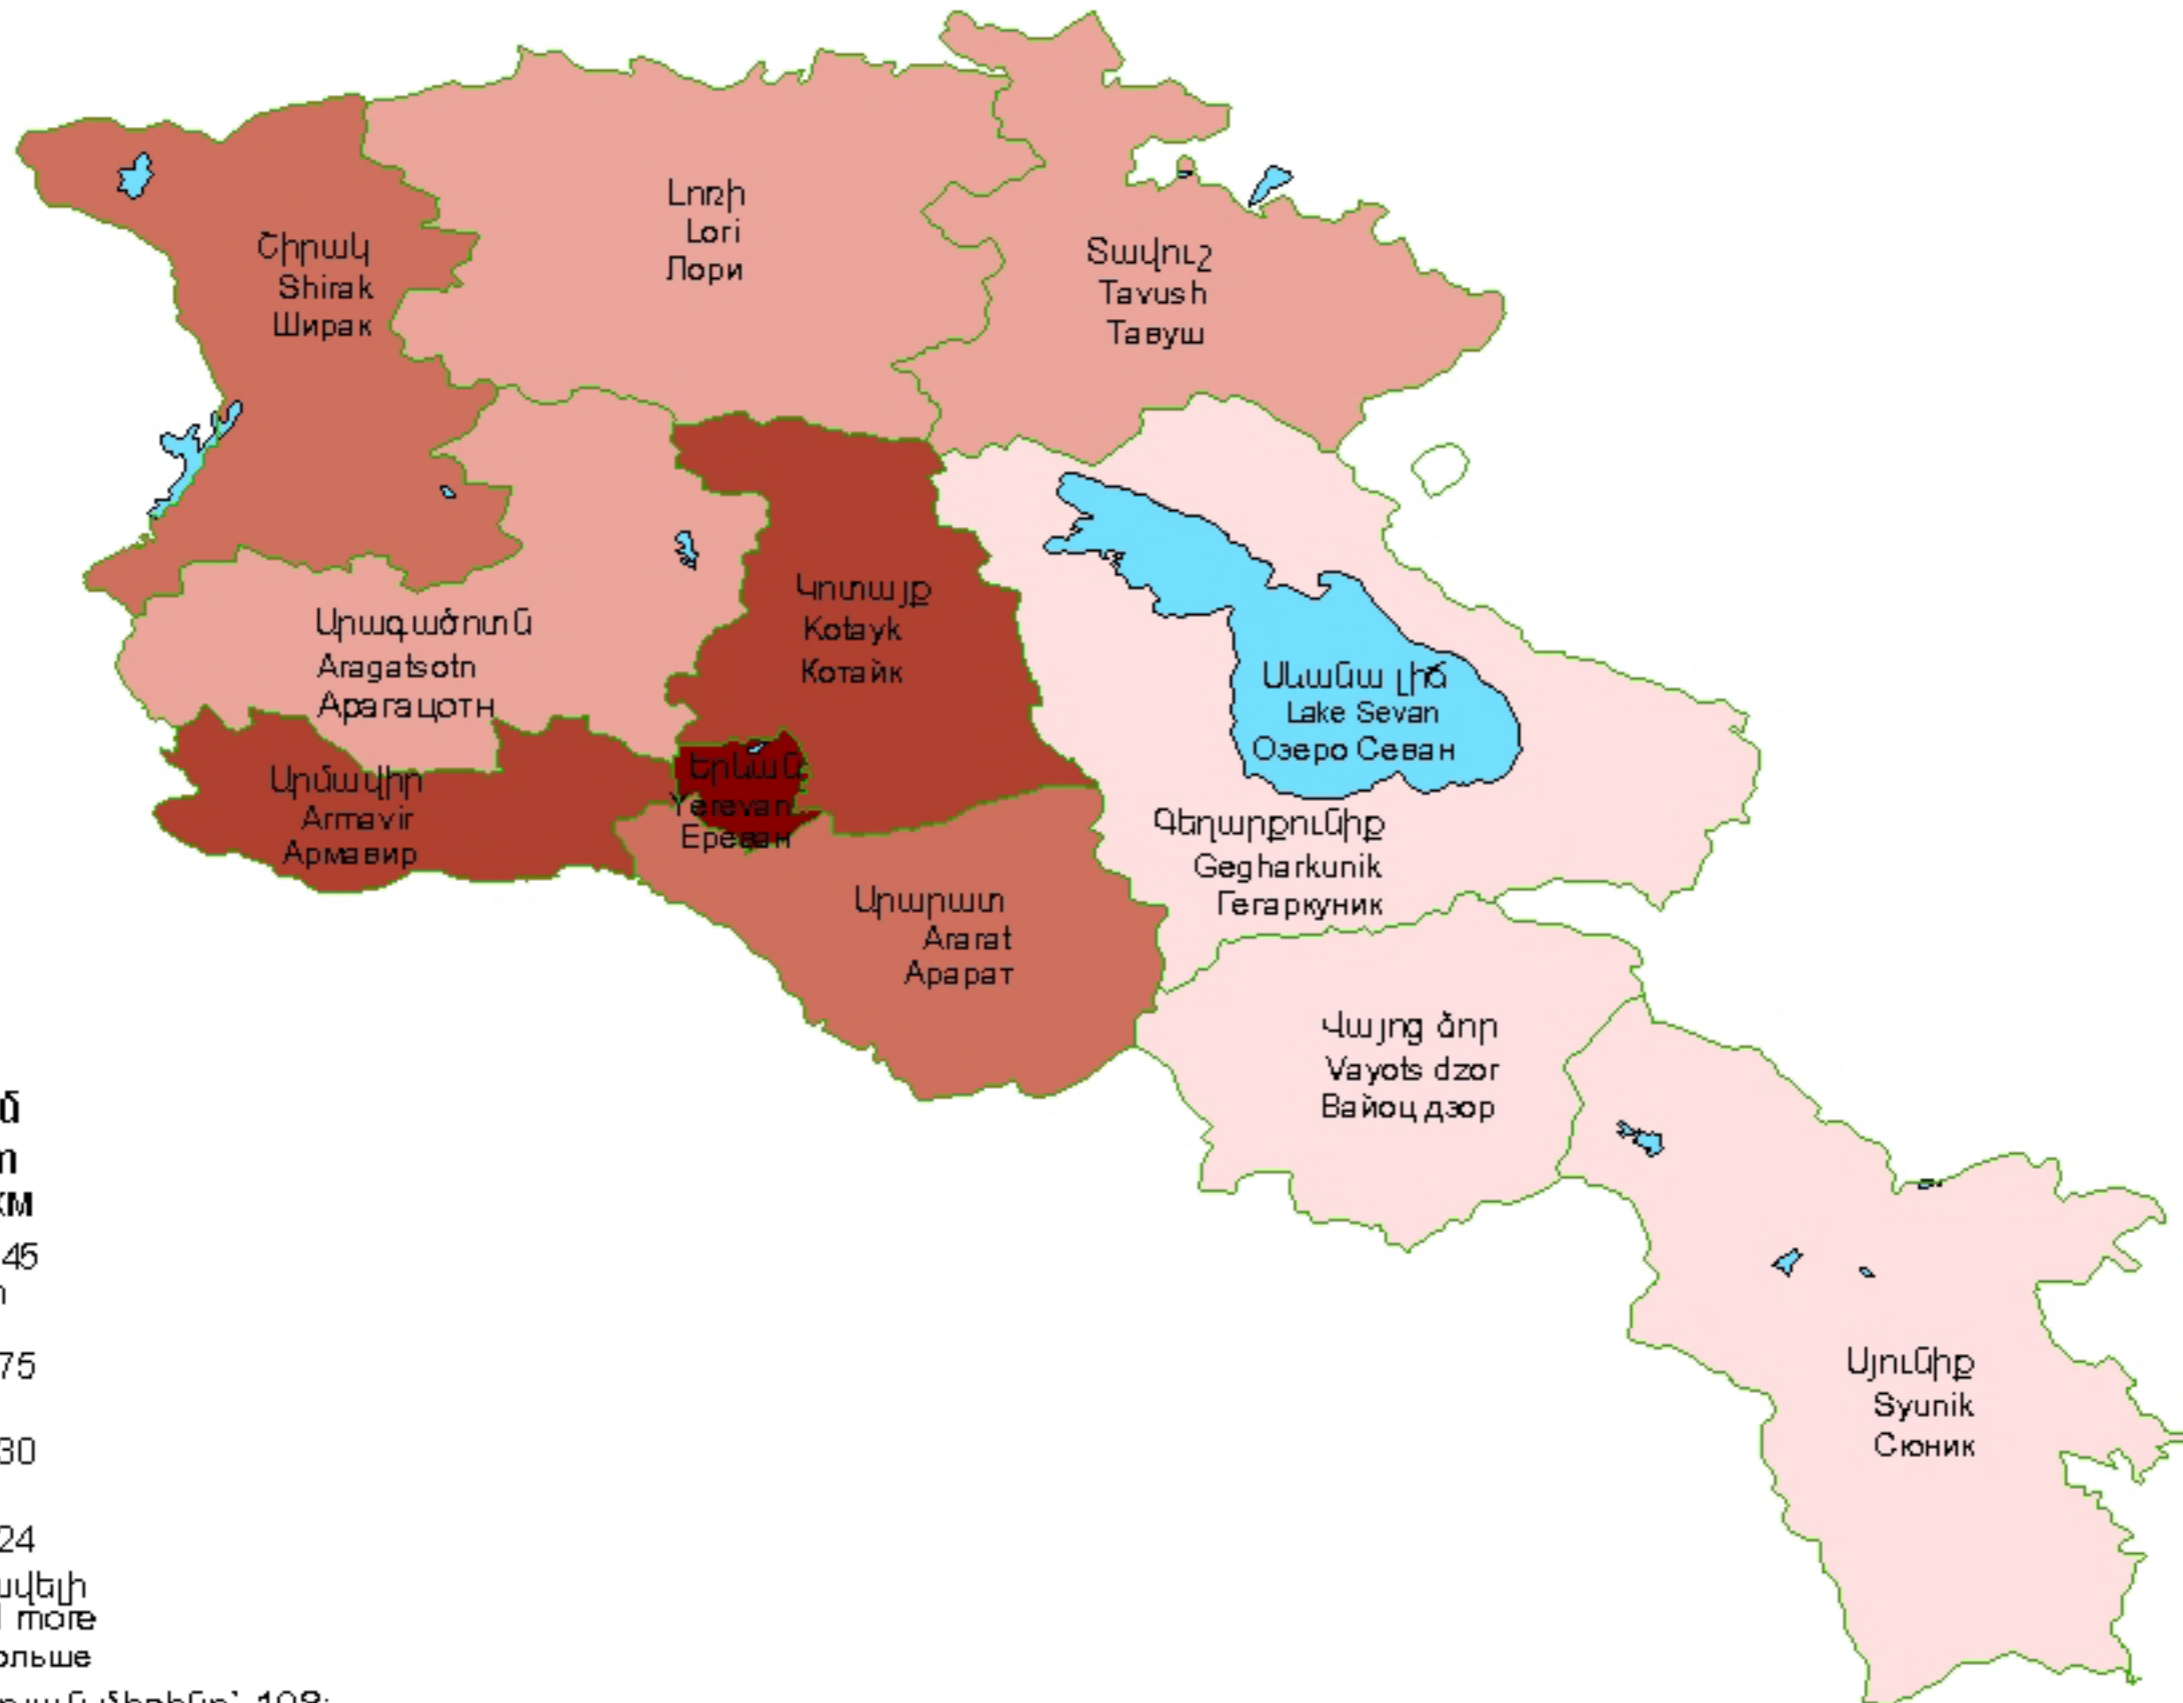 Լոռի
Lori
Лори
Շիրակ
Shirak
Ширак
Տավուշ
Tavush
Тавуш
Կոտայք
Kotayk
Котайк
Արագածոտն
Aragatsotn
Арагацотн
Սևանա լիճ
Lake Sevan
Озеро Севан
Երևան
Yerevan
Ереван
Արմավիր
Armavir
Армавир
Գեղարքունիք
Gegharkunik
Гегаркуник
Արարատ
Ararat
Арарат
Վայոց ձոր
Vayots dzor
Вайоц дзор
Սյունիք
Syunik
Сюник
км
45
75
30
24
more